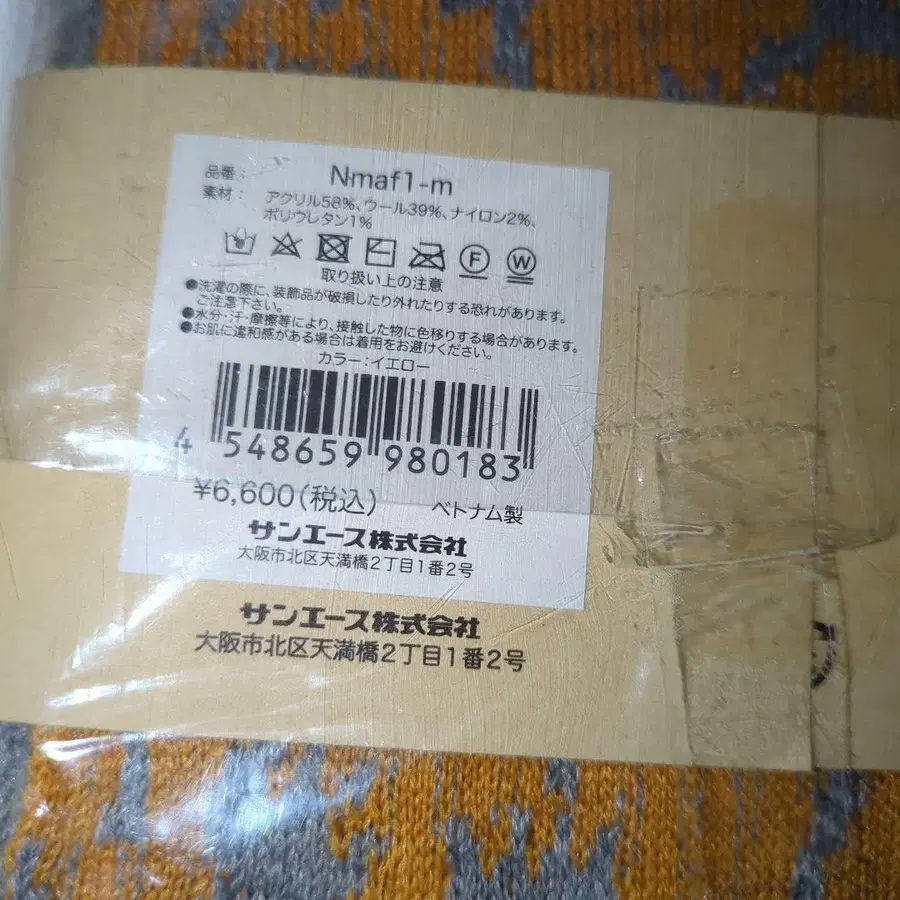 品番： Nmaf1-m
素材： アクリル58%、ウール39%、ナイロン2%、
ポリウレタン1%
F W
取り扱い上の注意
●洗濯の際に、装飾品が破損したり外れたりする恐れがあります。
ご注意下さい。
●水分・汗・摩擦等により、接触した物に色移りする場合があります。
●お肌に違和感がある場合は着用をお避けください。
カラー：イエロー
4 548659 980183
¥6,600(税込) ベトナム製
サンエース株式会社
大阪市北区天満橋2丁目1番2号
サンエース株式会社
大阪市北区天満橋2丁目1番2号